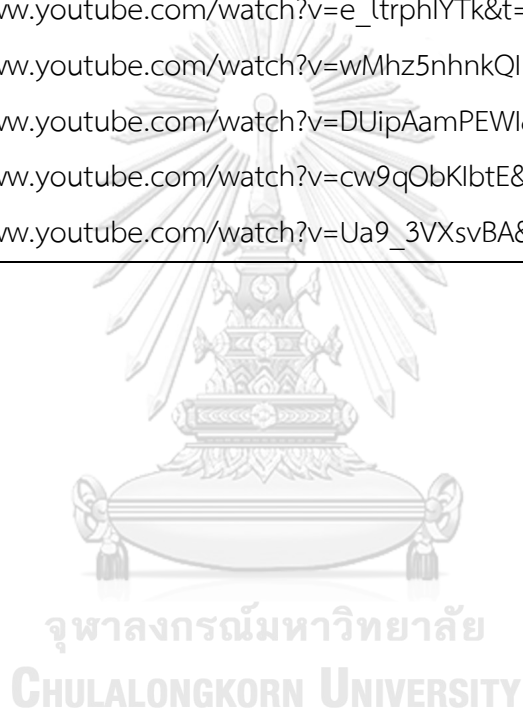 ww.youtube.com/watch?v=e_ltrphlYTk&t=
ww.youtube.com/watch?v=wMhz5nhnkQI
ww.youtube.com/watch?v=DUipAamPEWI&
ww.youtube.com/watch?v=cw9qObKIbtE&
ww.youtube.com/watch?v=Ua9_3VXsvBA&
จุฬาลงกรณ์มหาวิทยาลัย
CHULALONGKORN UNIVERSITY